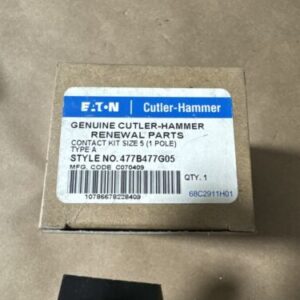 EATON Cutler-Hammer
GENUINE CUTLER-HAMMER
RENEWAL PARTS
CONTACT KIT SIZE 5 (1 POLE)
TYPE A
STYLE NO. 477B477G05
MFG. CODE C070409
QTY. 1
10786679228409
68C2911H01